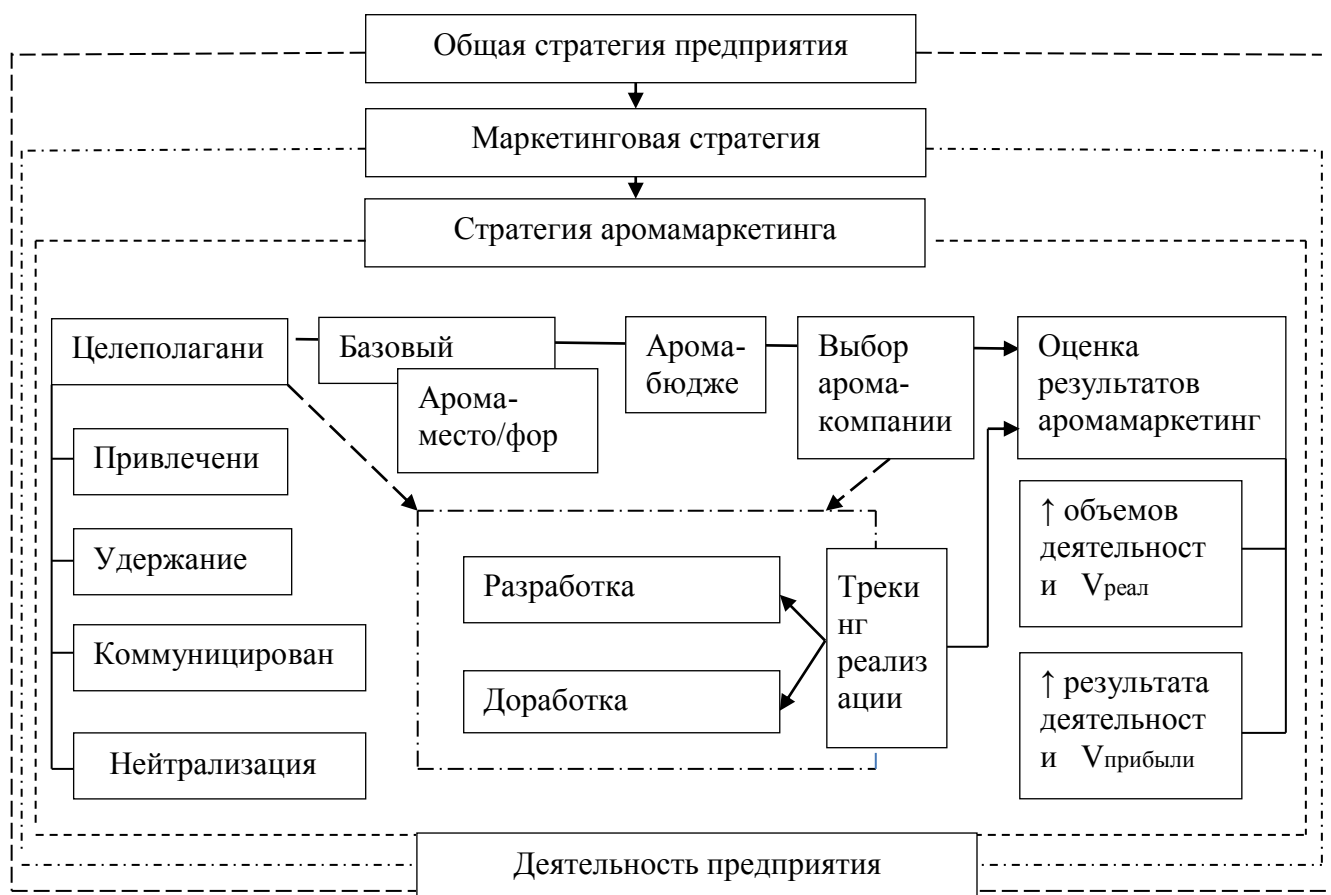 Общая стратегия предприятия
Маркетинговая стратегия
Стратегия аромамаркетинга
Целеполагани
Базовый
Арома-
место/фор
Арома-
бюдже
Выбор
арома-
компании
Оценка
результатов
аромамаркетинг
Привлечени
Удержание
Коммуницирован
Нейтрализация
Разработка
Доработка
Треки
нг
реализ
ации
↑ объемов
деятельност
и Vреал
↑ результата
деятельност
и Vприбыли
Деятельность предприятия